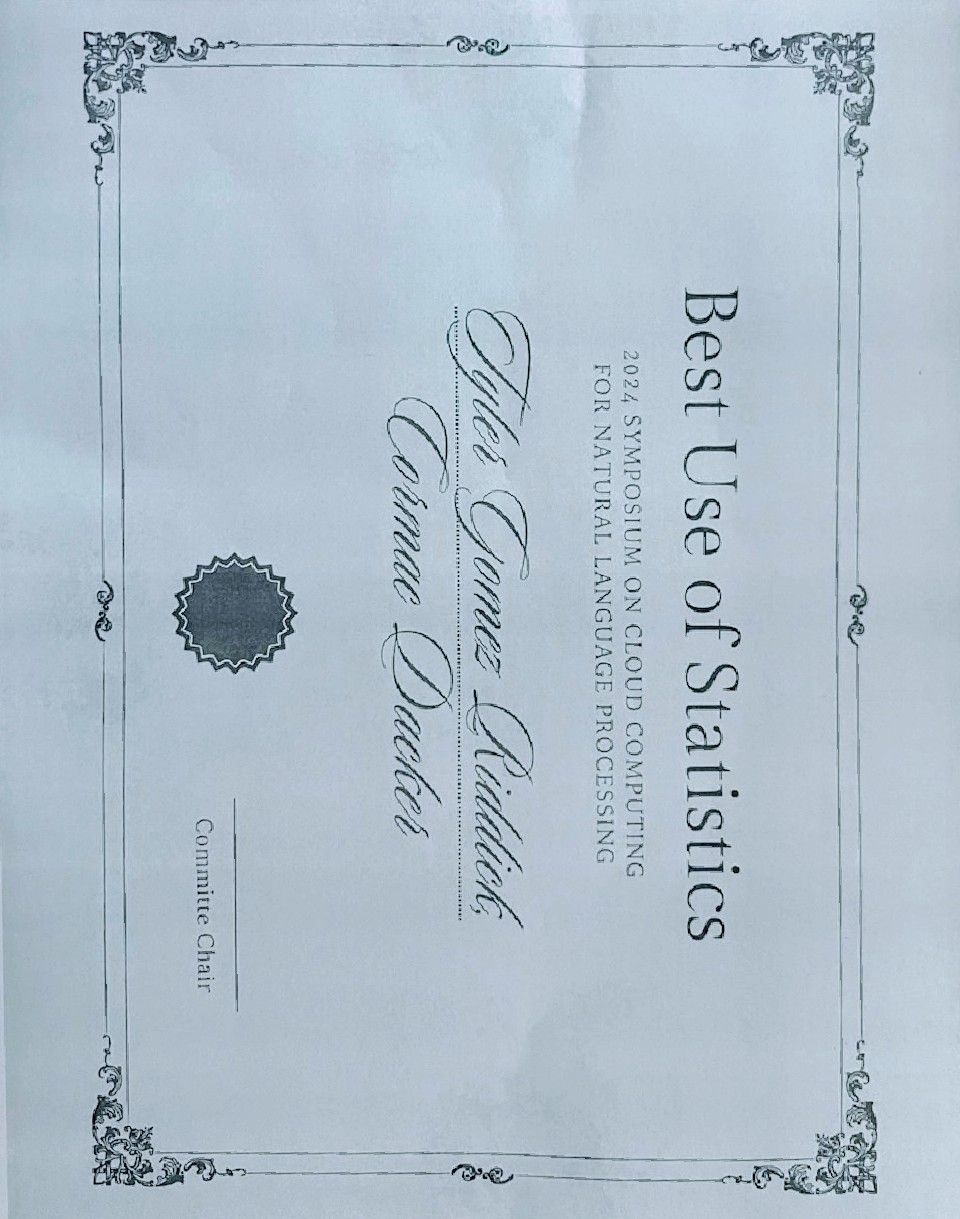 Best Use of Statistics
2024 SYMPOSIUM ON CLOUD COMPUTING
FOR NATURAL LANGUAGE PROCESSING
Tyler Gomez Riddick,
Cormac Dacker
Committe Chair